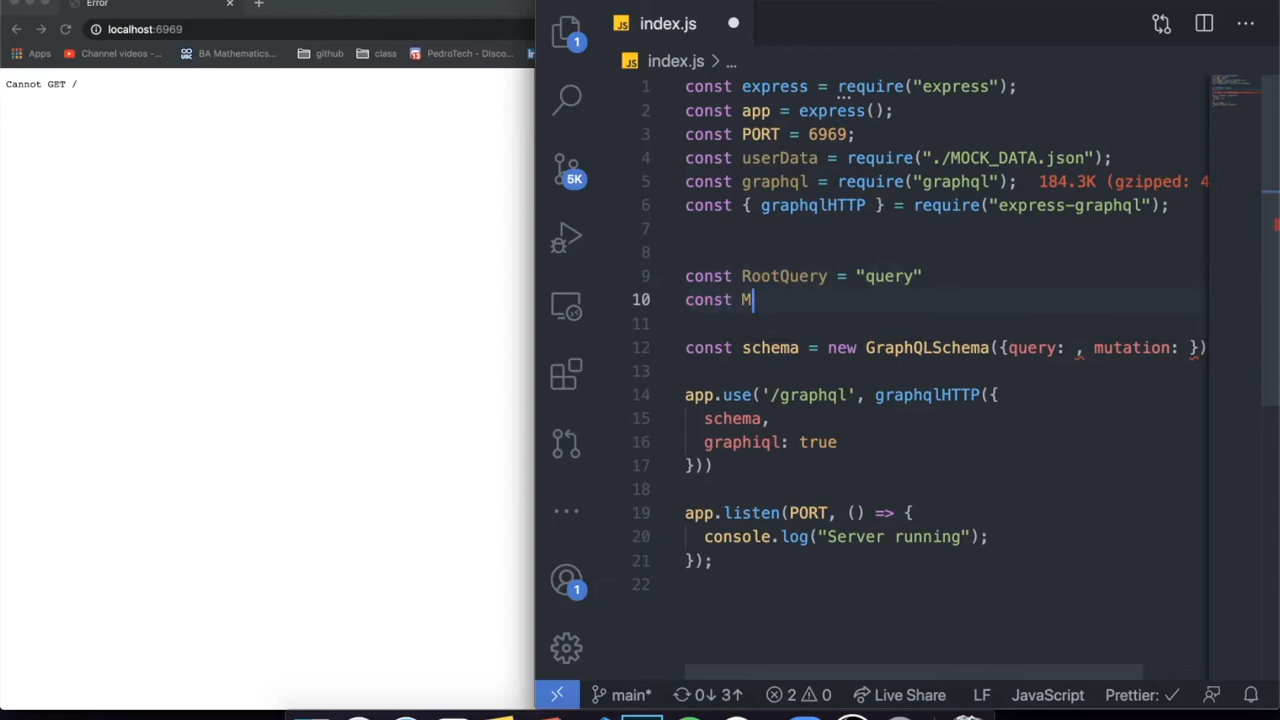 Error
localhost:6969
Apps
Channel videos -...
UBC
BA Mathematics...
github
class
13
PedroTech - Disco...
in
Cannot GET /
JS index.js
JS index.js > ...
1
5K
1
1 const express = require("express");
2 const app = express();
3 const PORT = 6969;
4 const userData = require("./MOCK_DATA.json");
5 const graphql = require("graphql"); 184.3K (gzipped: 4
6 const { graphqlHTTP } = require("express-graphql");
7
8
9 const RootQuery = "query"
10 const M
11
12 const schema = new GraphQLSchema({query: , mutation: })
13
14 app.use('/graphql', graphqlHTTP({
15 schema,
16 graphiql: true
17 }))
18
19 app.listen(PORT, () => {
20 console.log("Server running");
21 });
22
main* 0↓ 3↑ 2 0 Live Share LF JavaScript Prettier: ✓